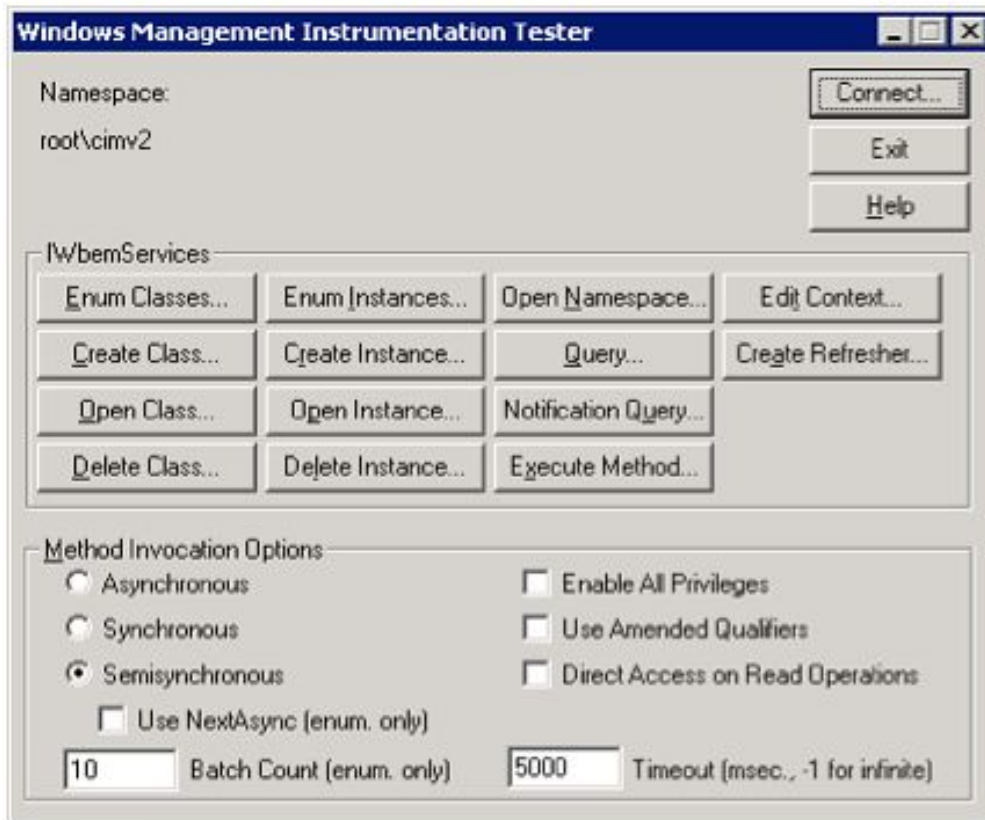 Windows Management Instrumentation Tester
Namespace:
root\cimv2
Connect...
Exit
Help
IWbemServices
Enum Classes... Enum Instances... Open Namespace... Edit Context...
Create Class... Create Instance... Query... Create Refresher...
Open Class... Open Instance... Notification Query...
Delete Class... Delete Instance... Execute Method...
Method Invocation Options
Asynchronous Enable All Privileges
Synchronous Use Amended Qualifiers
Semisynchronous Direct Access on Read Operations
Use NextAsync (enum. only)
10 Batch Count (enum. only) 5000 Timeout (msec., -1 for infinite)